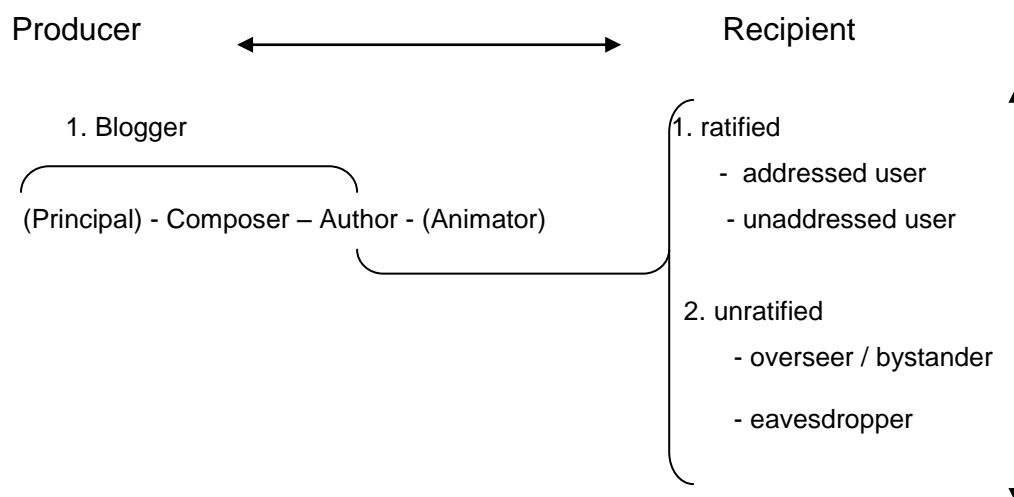 Producer
Recipient
1. Blogger
(Principal) - Composer – Author - (Animator)
1. ratified
- addressed user
- unaddressed user
2. unratified
- overseer / bystander
- eavesdropper